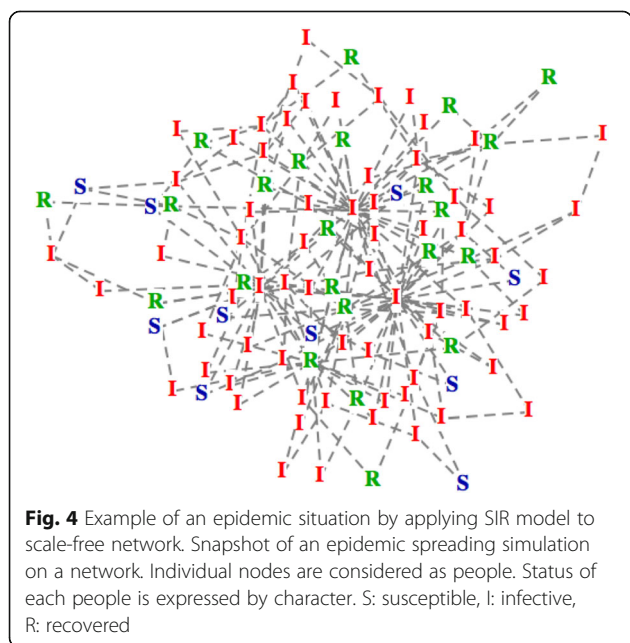 I
R
R
I
I I I I R
I I I I I
R I R I R
I R I
S I R I S R I
R S R I I I I R I I
I I R I I I
I I R R I
I S I
I R I I I R
R I R I I I I
S I S S I I
I I I R
I R I
I I I S
I S I I I R I I
I I I I
I
I I R S
Fig. 4 Example of an epidemic situation by applying SIR model to
scale-free network. Snapshot of an epidemic spreading simulation
on a network. Individual nodes are considered as people. Status of
each people is expressed by character. S: susceptible, I: infective,
R: recovered